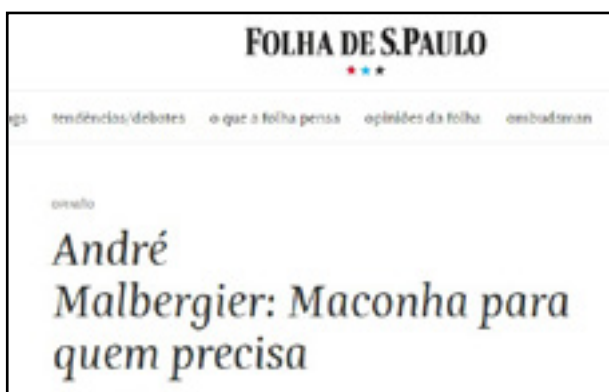 FOLHA DE S.PAULO
tendências/debates o que a folha pensa opiniões da folha ombudsman
André
Malbergier: Maconha para
quem precisa